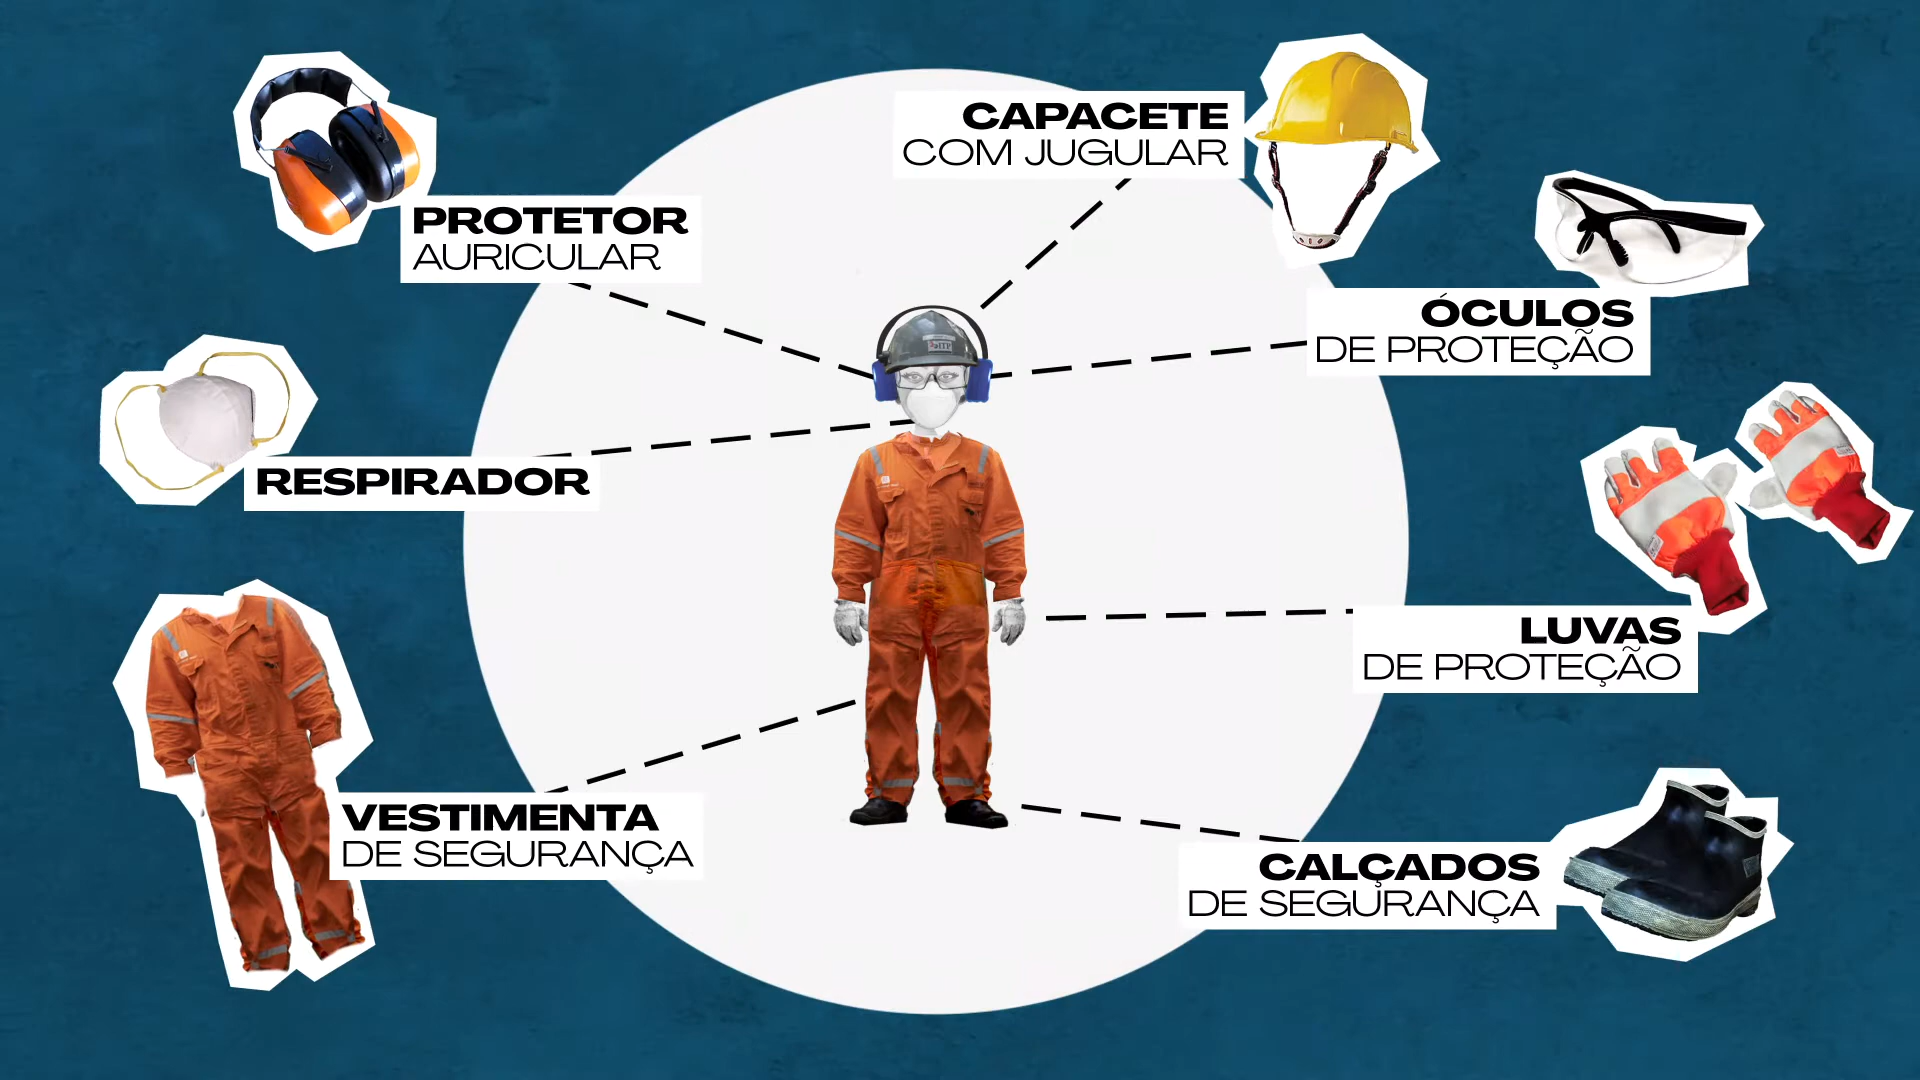 PROTETOR
AURICULAR
CAPACETE
COM JUGULAR
ÓCULOS
DE PROTEÇÃO
RESPIRADOR
LUVAS
DE PROTEÇÃO
VESTIMENTA
DE SEGURANÇA
CALÇADOS
DE SEGURANÇA